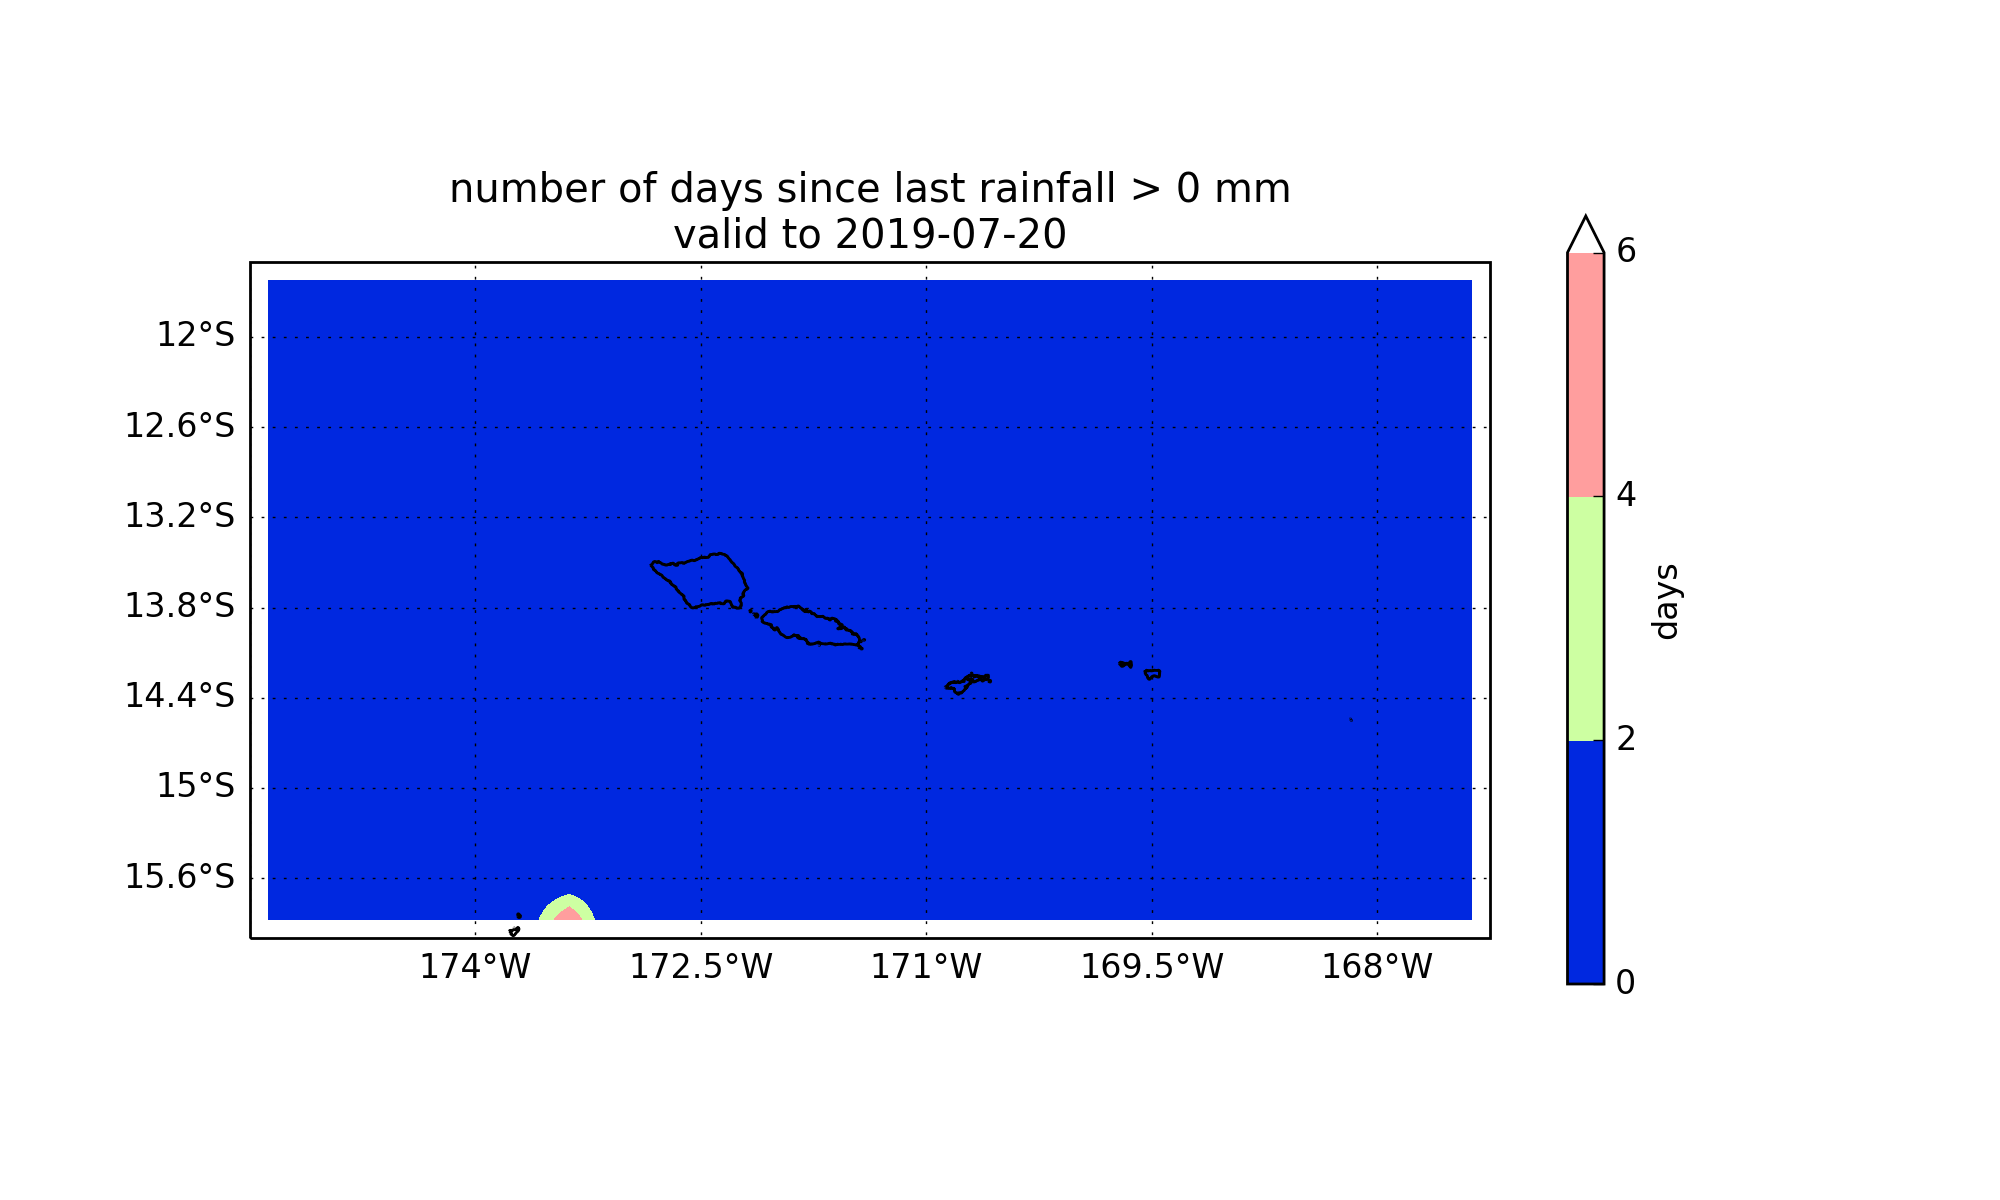 number of days since last rainfall > 0 mm
valid to 2019-07-20
12°S
12.6°S
13.2°S
13.8°S
14.4°S
15°S
15.6°S
174°W 172.5°W 171°W 169.5°W 168°W
6
4
2
0
days